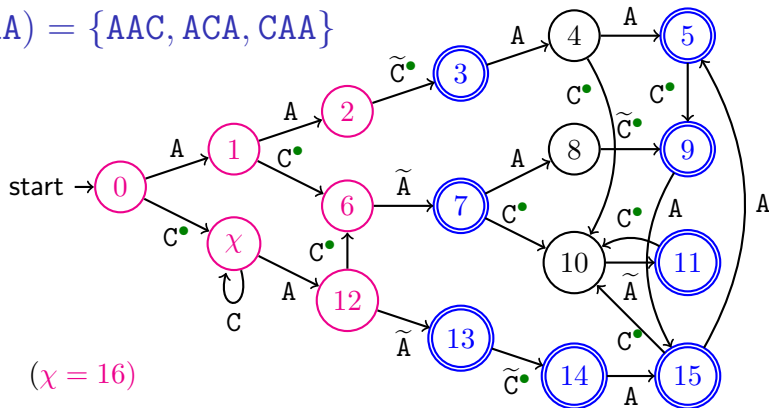 A) = {AAC, ACA, CAA}
start
0
A
C•
1
A
C•
χ
C
A
2
C̃•
6
Ã
C•
12
Ã
3
A
7
A
C•
13
C̃•
4
A
C•
8
C̃•
10
Ã
C•
14
A
5
C•
9
A
11
C•
15
A
(χ = 16)